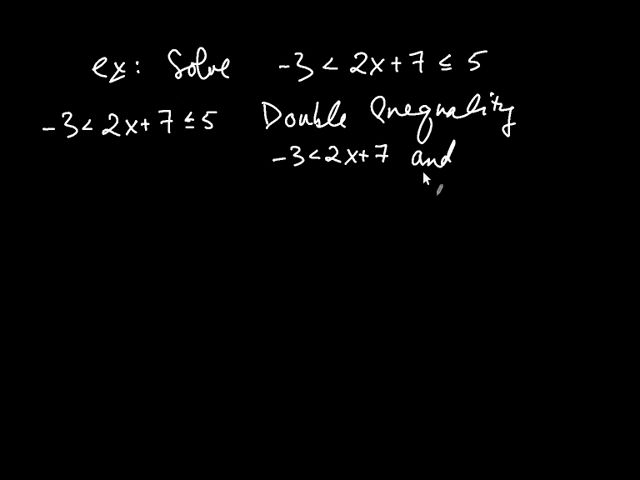 ex: Solve -3 < 2x+7 ≤ 5
-3 < 2x+7 ≤ 5 Double Inequality
-3 < 2x+7 and